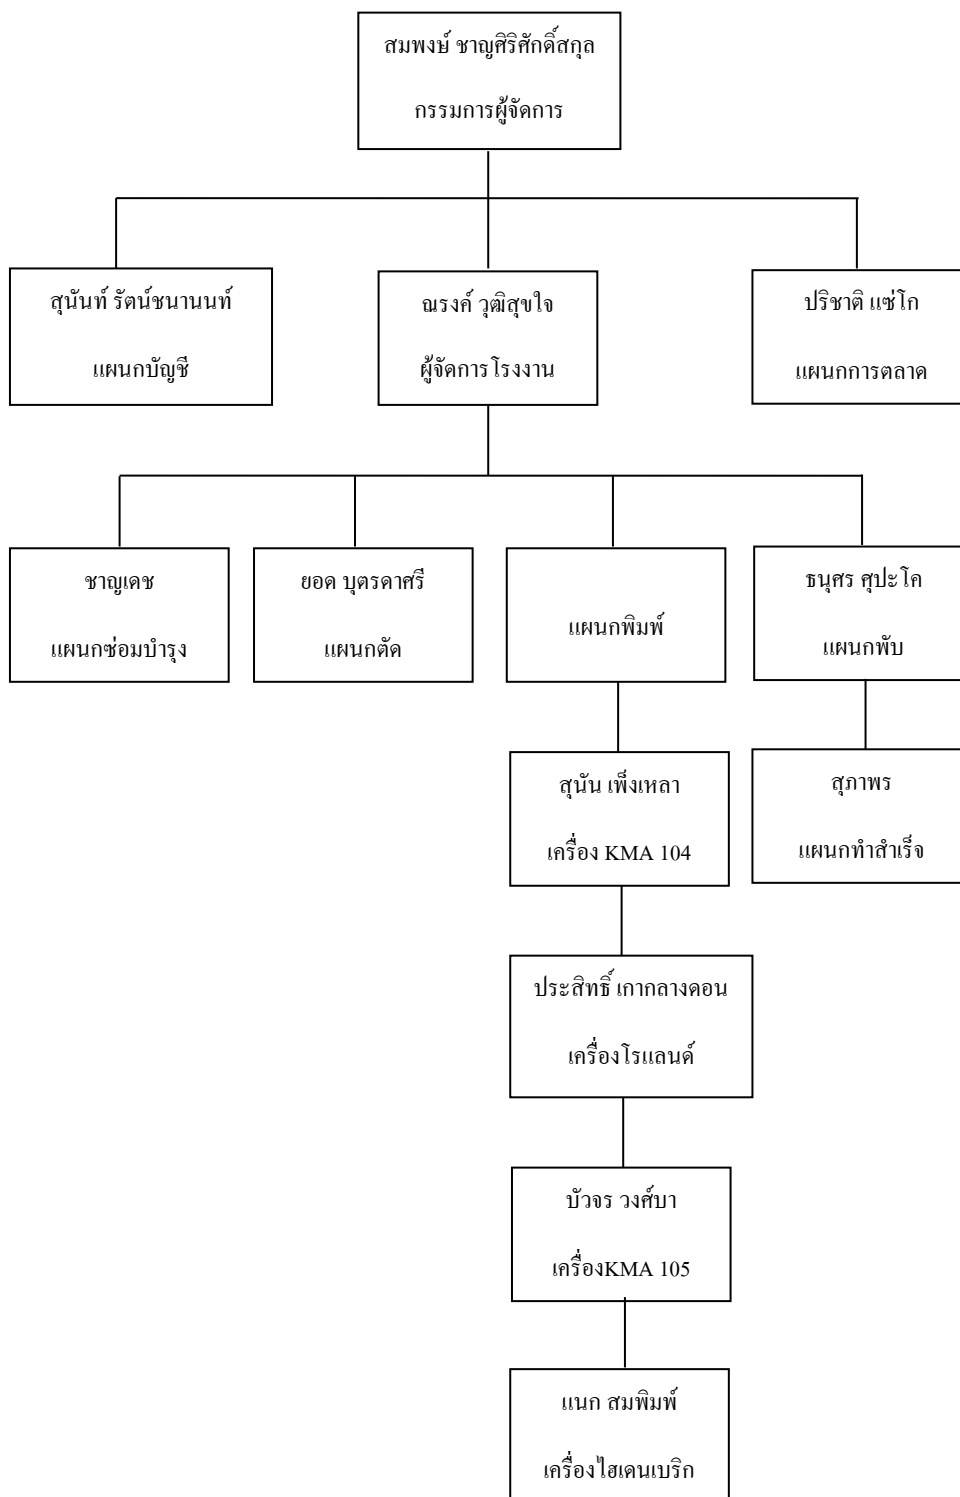 สมพงษ์ ชาญศิริศักดิ์สกุล
กรรมการผู้จัดการ
สุนันท์ รัตน์ชนานนท์
แผนกบัญชี
ณรงค์ วุฒิสุขใจ
ผู้จัดการโรงงาน
ปริชาติ แซ่โก
แผนกการตลาด
ชาญเดช
แผนกซ่อมบำรุง
ยอด บุตรดาศรี
แผนกตัด
แผนกพิมพ์
ธนุศร ศุปะโค
แผนกพับ
สุนัน เพ็งเหลา
เครื่อง KMA 104
สุภาพร
แผนกทำสำเร็จ
ประสิทธิ์ เกากลางดอน
เครื่องโรแลนด์
บัวจร วงศ์บา
เครื่องKMA 105
แนก สมพิมพ์
เครื่องไฮเดนเบริก